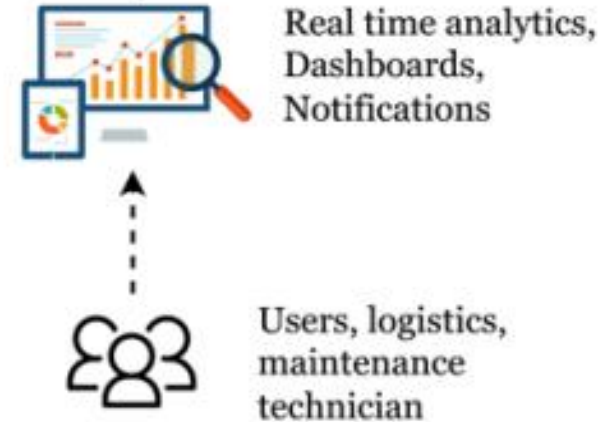 Real time analytics,
Dashboards,
Notifications
Users, logistics,
maintenance
technician